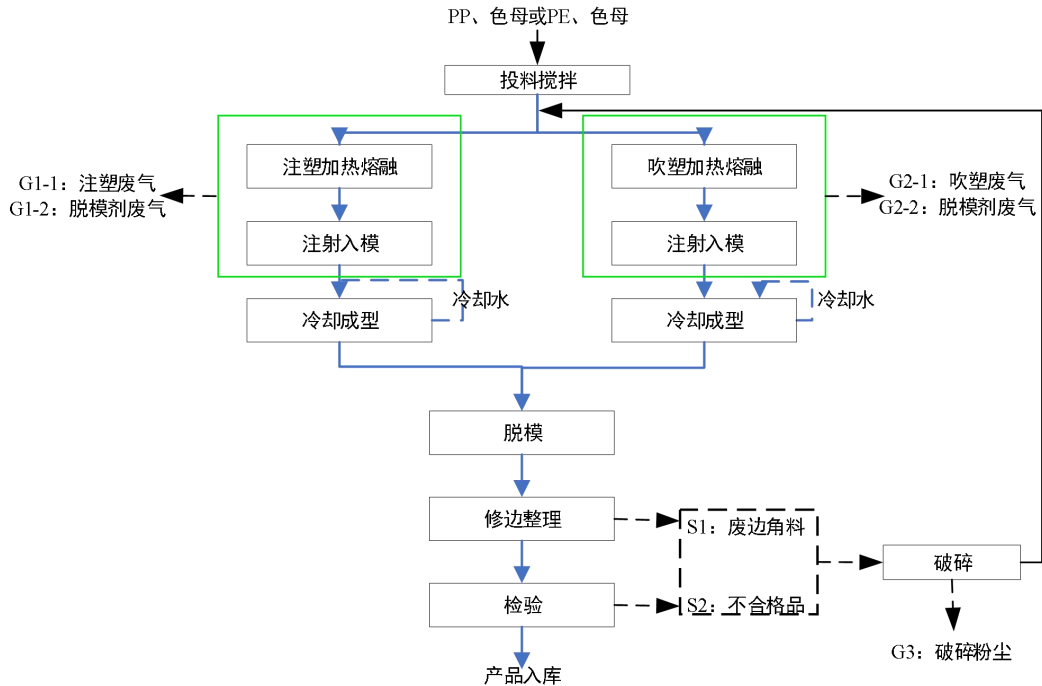 PP、色母或PE、色母
投料搅拌
注塑加热熔融
吹塑加热熔融
G1-1：注塑废气
G1-2：脱模剂废气
G2-1：吹塑废气
G2-2：脱模剂废气
注射入模
注射入模
冷却水
冷却水
冷却成型
冷却成型
脱模
修边整理
S1：废边角料
破碎
检验
S2：不合格品
G3：破碎粉尘
产品入库